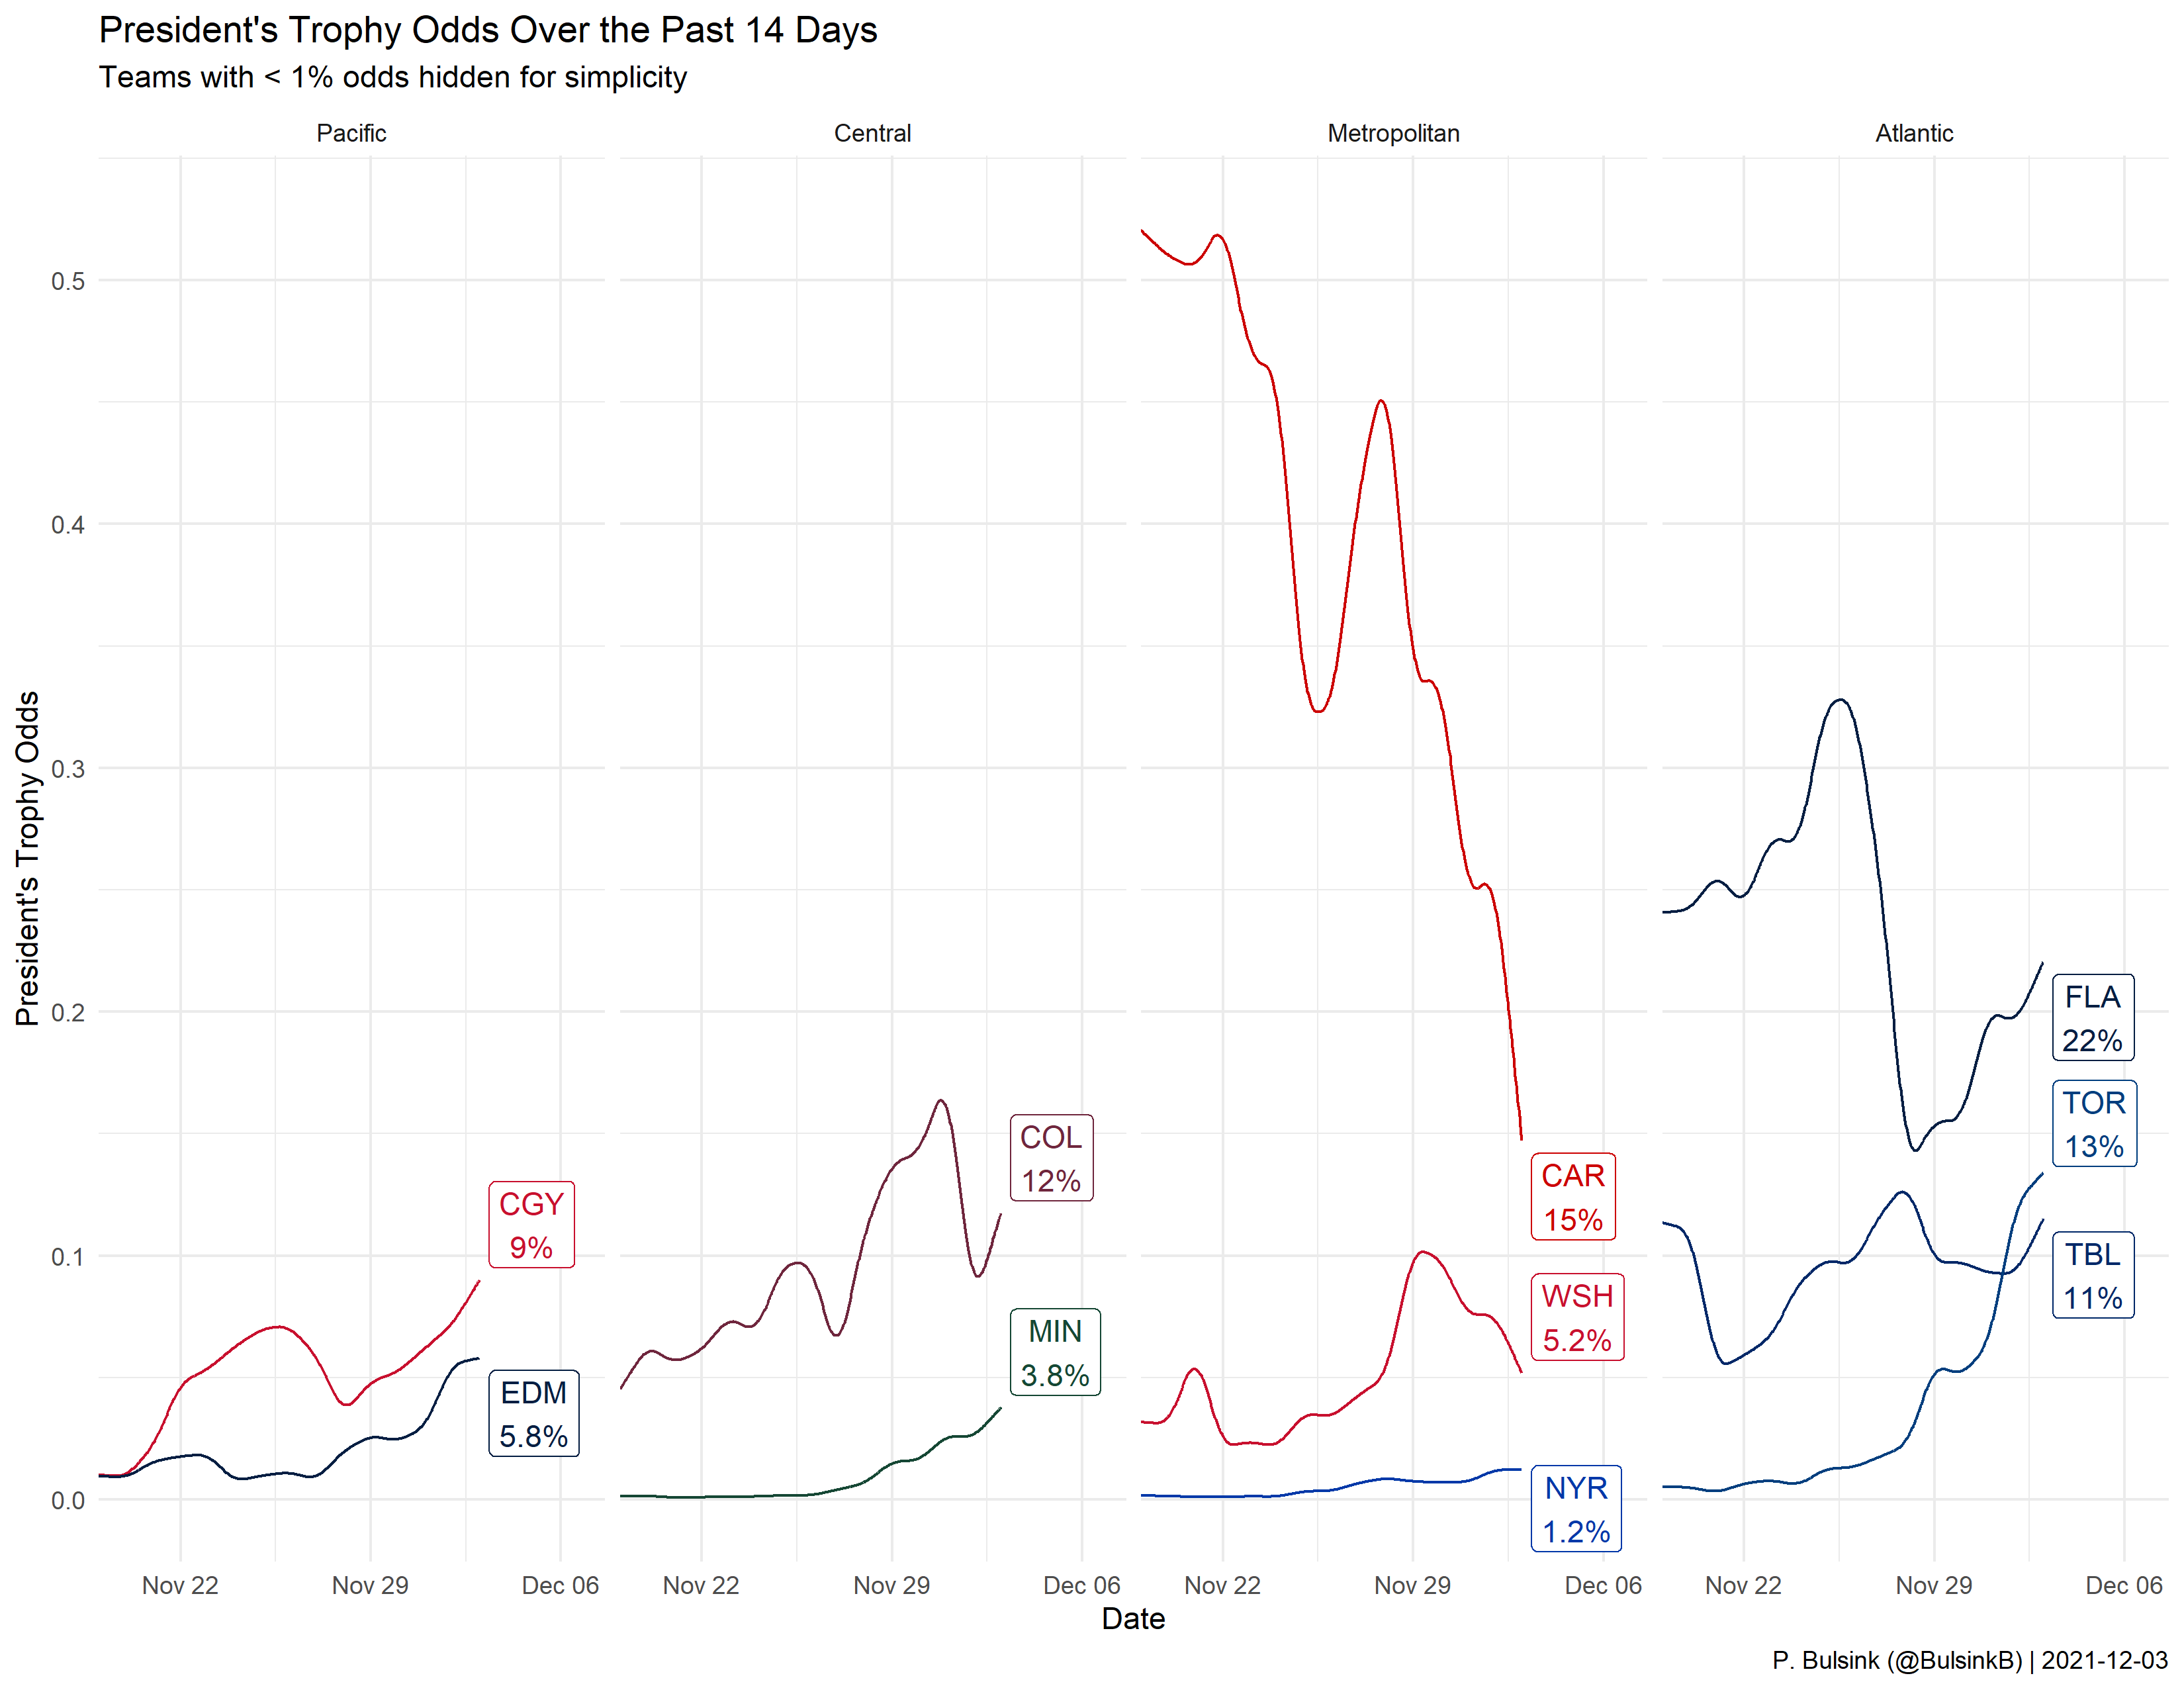 President's Trophy Odds Over the Past 14 Days
Teams with < 1% odds hidden for simplicity
Pacific
Central
Metropolitan
Atlantic
President's Trophy Odds
0.5
0.4
0.3
0.2
0.1
0.0
CGY
9%
EDM
5.8%
COL
12%
MIN
3.8%
CAR
15%
WSH
5.2%
NYR
1.2%
FLA
22%
TOR
13%
TBL
11%
Nov 22
Nov 29
Dec 06
Nov 22
Nov 29
Dec 06
Nov 22
Nov 29
Dec 06
Nov 22
Nov 29
Dec 06
Date
P. Bulsink (@BulsinkB) | 2021-12-03